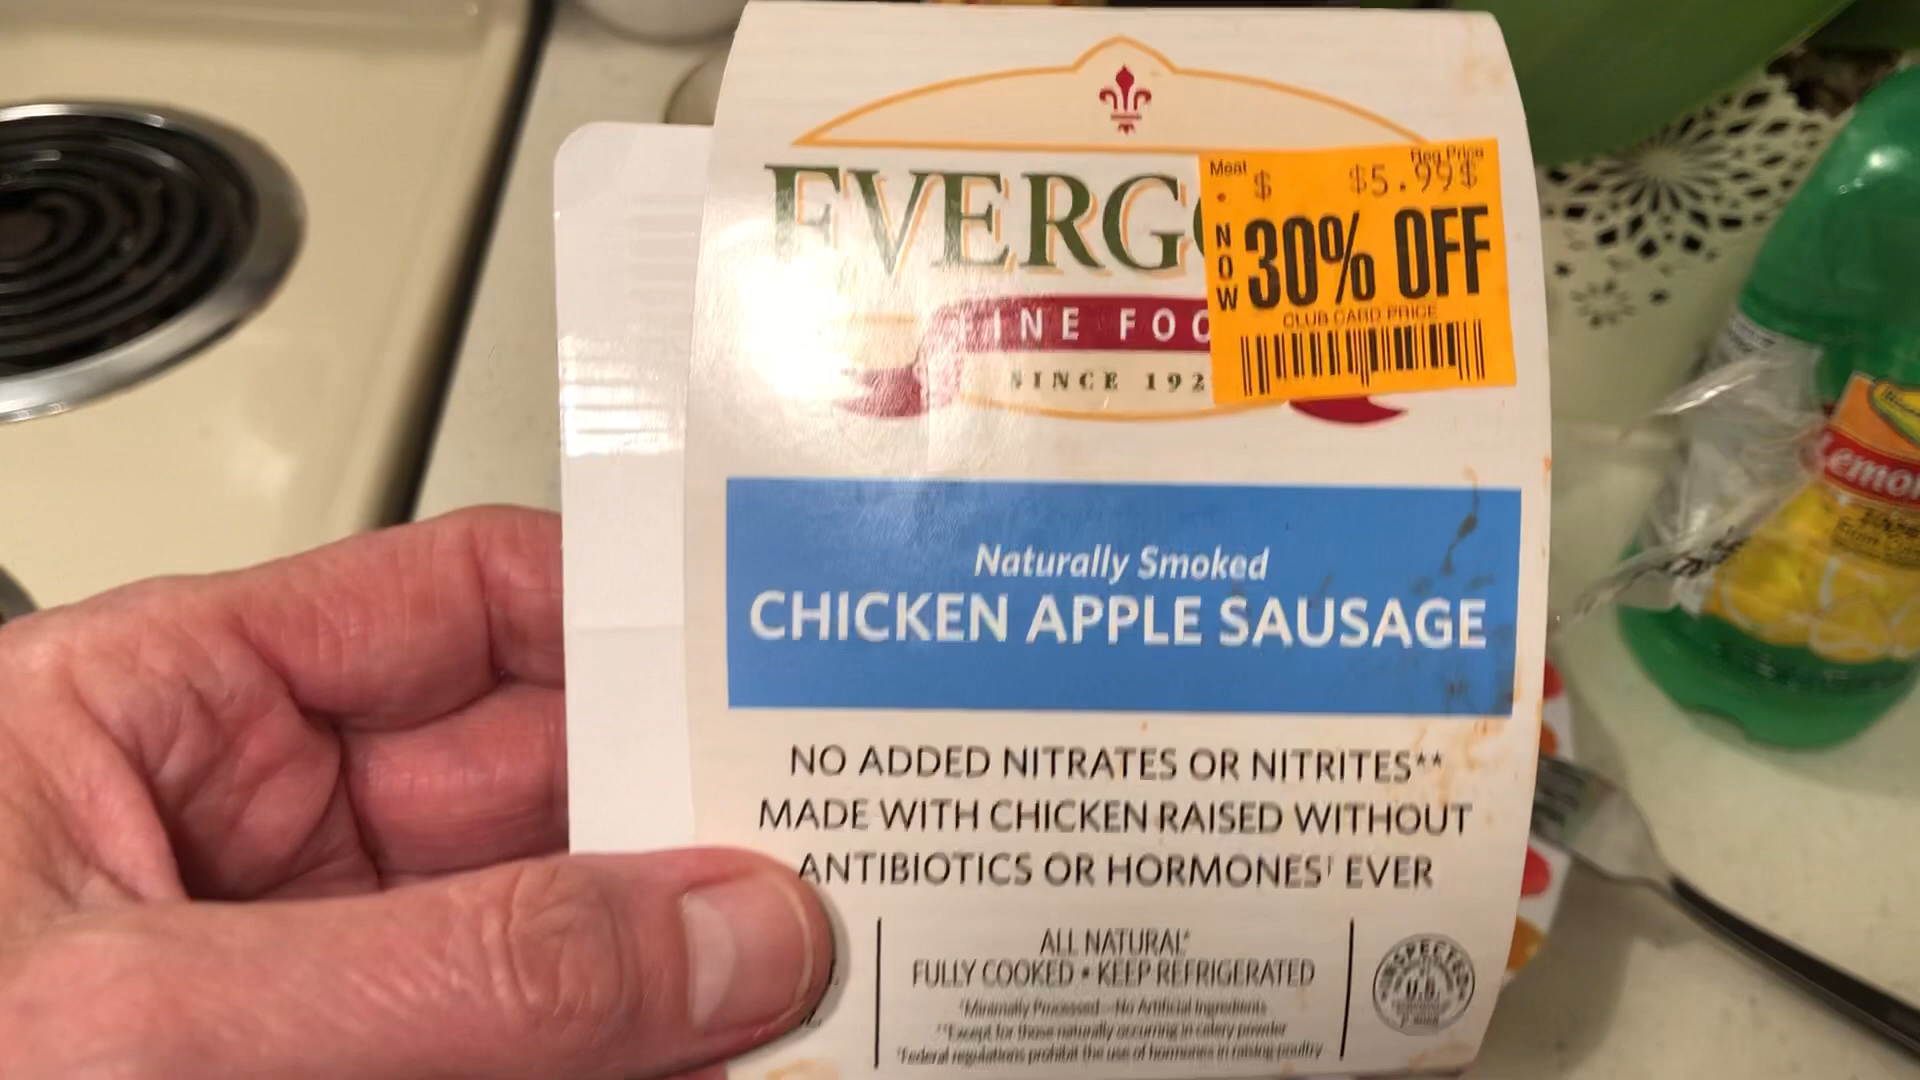 EVERG
Meat
Reg Price
$ $5.99$
NOW
30% OFF
CLUB CARD PRICE
INE FOO
SINCE 192
Naturally Smoked
CHICKEN APPLE SAUSAGE
NO ADDED NITRATES OR NITRITES**
MADE WITH CHICKEN RAISED WITHOUT
ANTIBIOTICS OR HORMONES† EVER
ALL NATURAL*
FULLY COOKED • KEEP REFRIGERATED
*Minimally Processed—No Artificial Ingredients
**Except for those naturally occurring in celery powder
†Federal regulations prohibit the use of hormones in raising poultry
INSPECTED
U.S.
Lemo